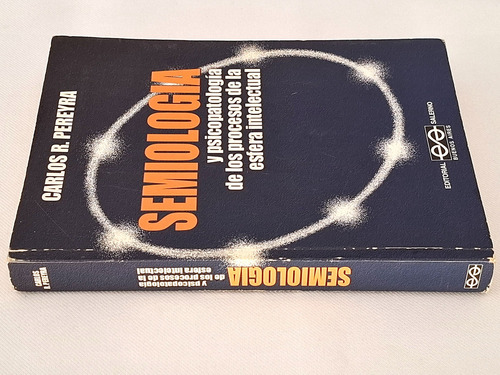 CARLOS R. PEREYRA
SEMIOLOGIA
y psicopatología
de los procesos de la
esfera intelectual
EDITORIAL SALERNO
BUENOS AIRES
CARLOS
R. PEREYRA
SEMIOLOGIA
y psicopatología
de los procesos de la
esfera intelectual